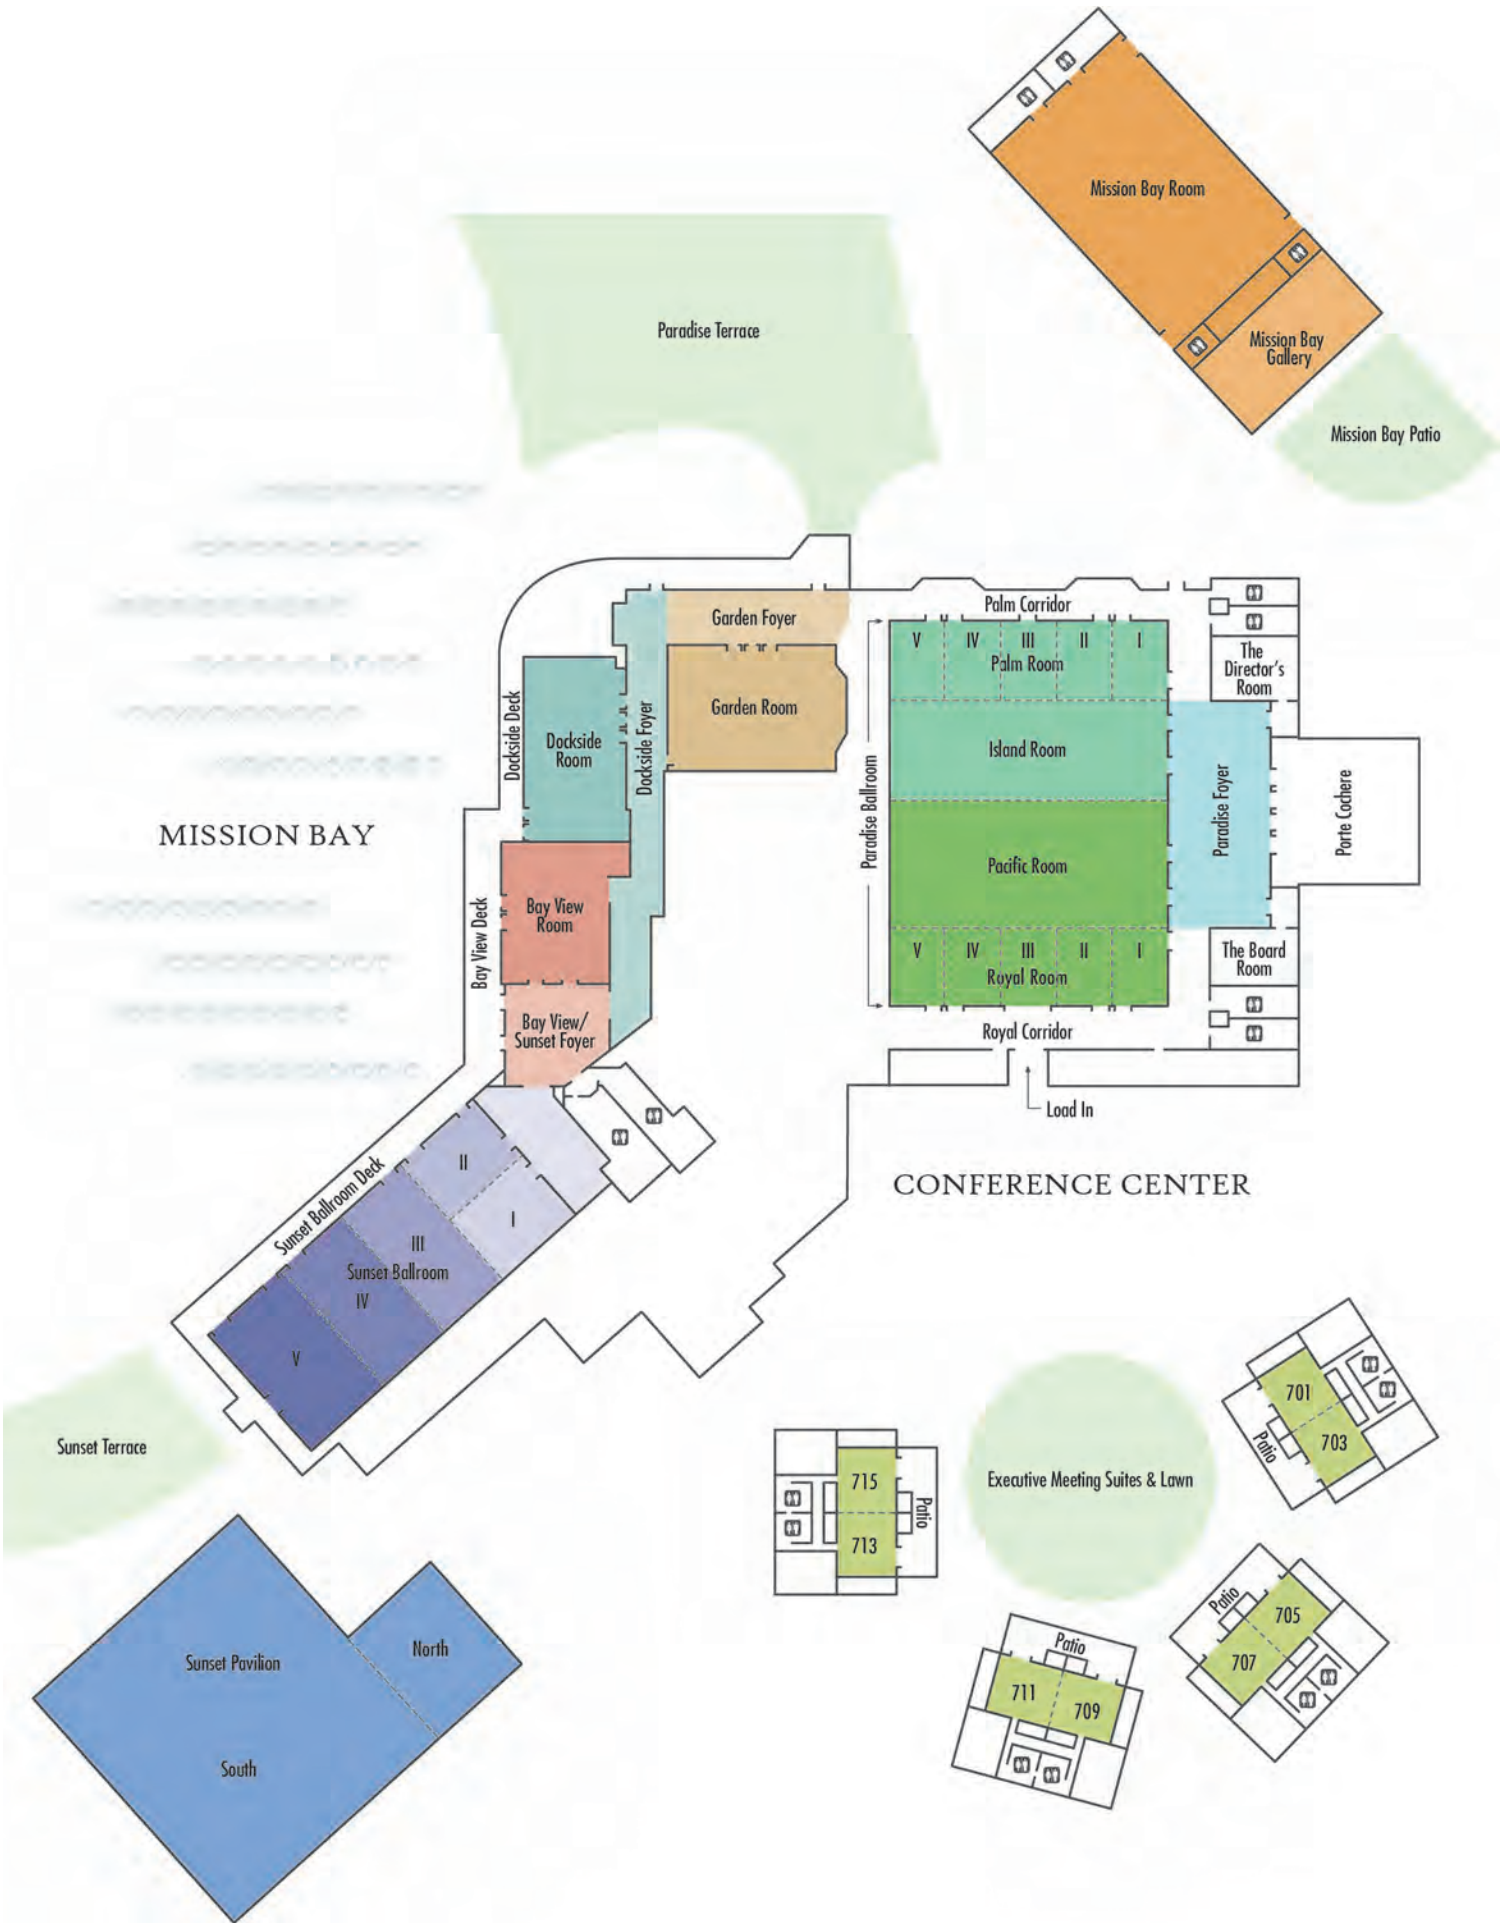 Mission Bay Room
Paradise Terrace
Mission Bay
Gallery
Mission Bay Patio
Garden Foyer
Palm Corridor
V
IV
III
II
I
Palm Room
The
Director's
Room
Dockside Deck
Dockside
Room
Dockside Foyer
Garden Room
Paradise Ballroom
Island Room
Paradise Foyer
Porte Cochere
MISSION BAY
Pacific Room
Bay View Deck
Bay View
Room
V
IV
III
II
I
Royal Room
The Board
Room
Bay View/
Sunset Foyer
Royal Corridor
Load In
CONFERENCE CENTER
Sunset Ballroom Deck
II
I
III
Sunset Ballroom
IV
V
Sunset Terrace
701
703
Patio
Executive Meeting Suites & Lawn
715
713
Patio
Patio
705
707
Patio
711
709
Sunset Pavilion
North
South